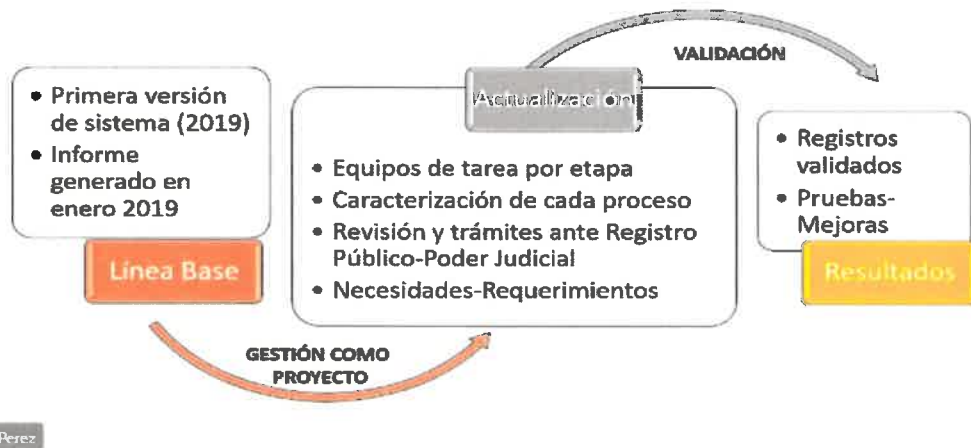 VALIDACIÓN
• Primera versión
de sistema (2019)
• Informe
generado en
enero 2019
Línea Base
Actualización
• Equipos de tarea por etapa
• Caracterización de cada proceso
• Revisión y trámites ante Registro
Público-Poder Judicial
• Necesidades-Requerimientos
• Registros
validados
• Pruebas-
Mejoras
Resultados
GESTIÓN COMO
PROYECTO
Perez